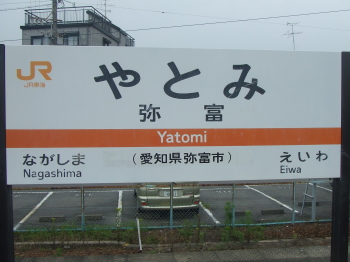 JR
JR東海
やとみ
弥富
Yatomi
ながしま
Nagashima
(愛知県弥富市)
えいわ
Eiwa